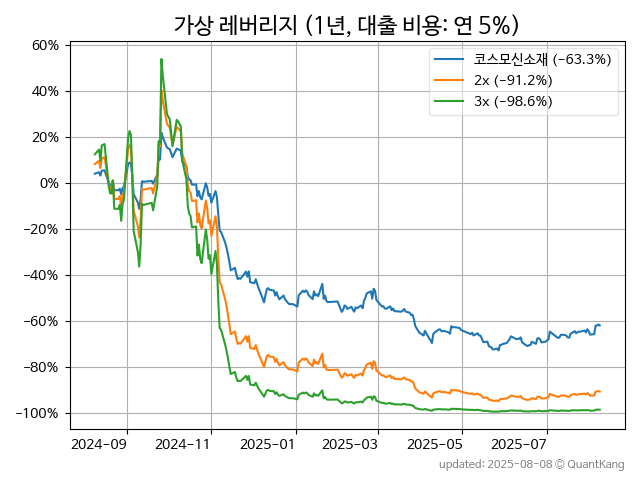 가상 레버리지 (1년, 대출 비용: 연 5%)
코스모신소재 (−63.3%)
2x (−91.2%)
3x (−98.6%)
60%
40%
20%
0%
−20%
−40%
−60%
−80%
−100%
2024-09 2024-11 2025-01 2025-03 2025-05 2025-07
updated: 2025-08-08 © QuantKang